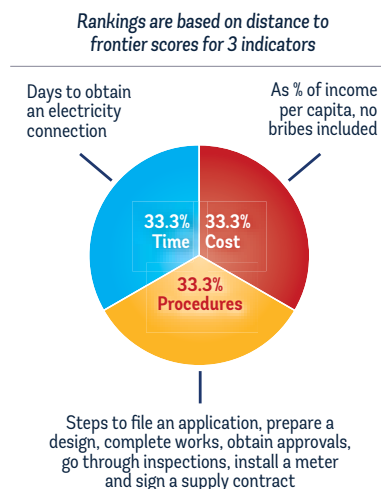 Rankings are based on distance to
frontier scores for 3 indicators
Days to obtain
an electricity
connection
As % of income
per capita, no
bribes included
33.3%
Time
33.3%
Cost
33.3%
Procedures
Steps to file an application, prepare a
design, complete works, obtain approvals,
go through inspections, install a meter
and sign a supply contract